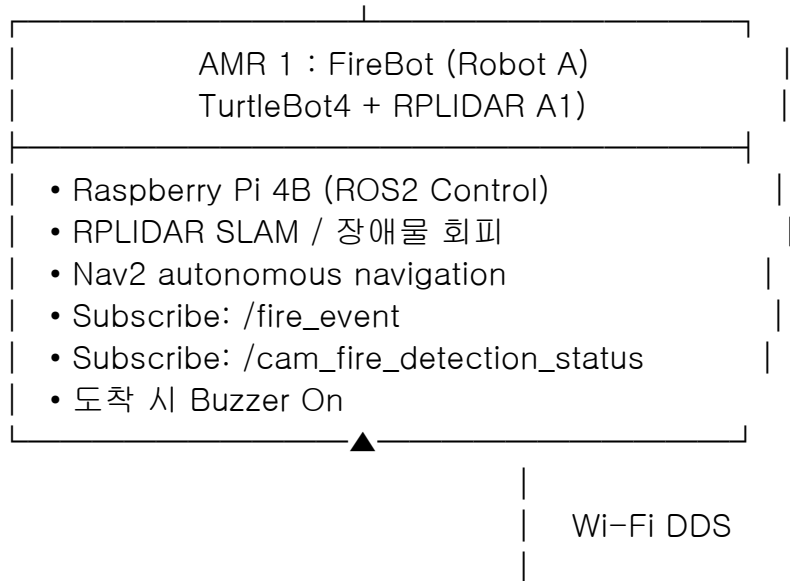 AMR 1 : FireBot (Robot A)
TurtleBot4 + RPLIDAR A1)
• Raspberry Pi 4B (ROS2 Control)
• RPLIDAR SLAM / 장애물 회피
• Nav2 autonomous navigation
• Subscribe: /fire_event
• Subscribe: /cam_fire_detection_status
• 도착 시 Buzzer On
Wi-Fi DDS